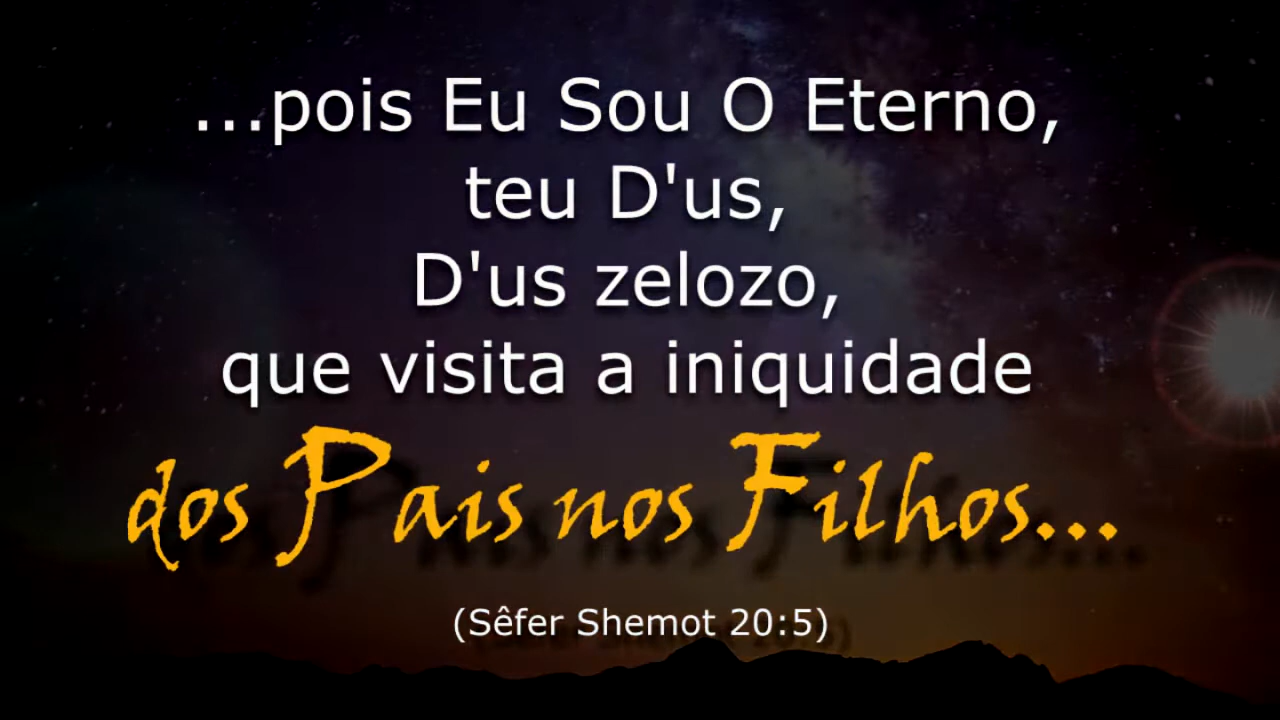 ...pois Eu Sou O Eterno,
teu D'us,
D'us zelozo,
que visita a iniquidade
dos Pais nos Filhos...
(Sêfer Shemot 20:5)